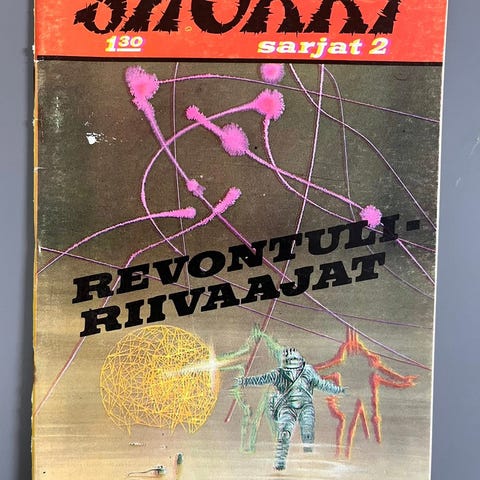 SHOKKI
1.30
sarjat 2
REVONTULI-
RIIVAAJAT